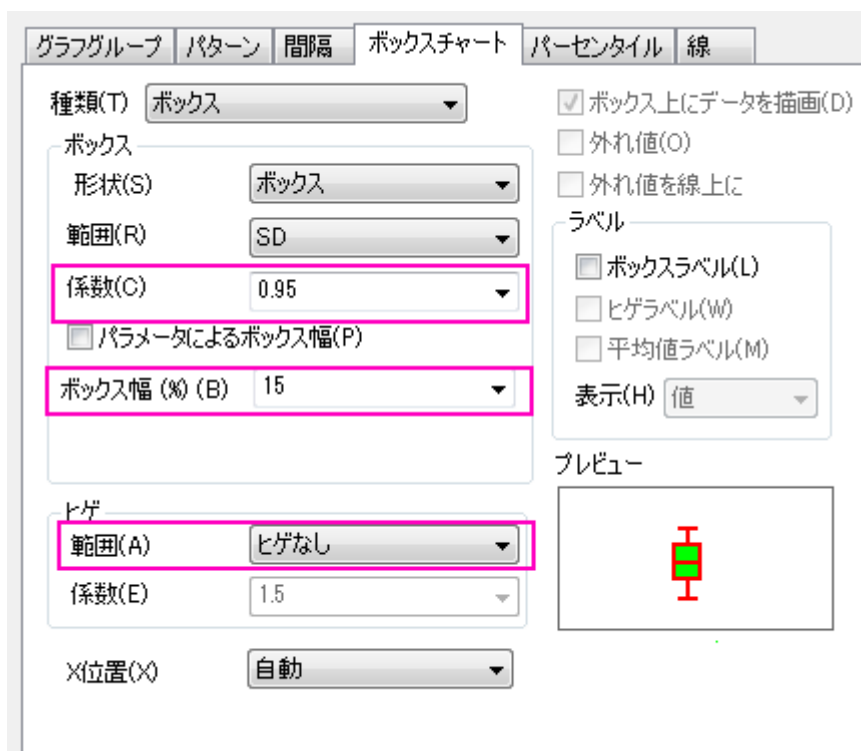 グラフグループ パターン 間隔 ボックスチャート パーセンタイル 線
種類(T) ボックス
ボックス
形状(S) ボックス
範囲(R) SD
係数(C) 0.95
パラメータによるボックス幅(P)
ボックス幅 (%) (B) 15
ヒゲ
範囲(A) ヒゲなし
係数(E) 1.5
X位置(X) 自動
ボックス上にデータを描画(D)
外れ値(O)
外れ値を線上に
ラベル
ボックスラベル(L)
ヒゲラベル(W)
平均値ラベル(M)
表示(H) 値
プレビュー